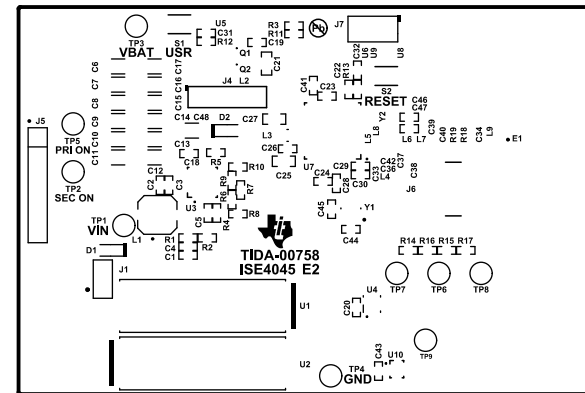 TP3
VBAT
S1
USR
U5
C31
R12
Q1
Q2
C19
C21
R3
R11
Pb
J7
U6
U9
U8
C32
C22
R13
S2
RESET
C6
C7
C8
C9
C10
C11
C17
C16
C15
J4
L2
C41
C23
C14
C48
D2
C27
L3
Y2
L5
L8
C46
C47
L6
L7
C39
C40
R19
R18
C34
L9
E1
J5
TP5
PRI ON
TP2
SEC ON
C13
C18
R5
C26
C25
U7
C29
C30
C33
C42
C36
L4
C37
C38
J6
C12
C2
C3
R10
R9
R7
R6
U3
C5
R4
R8
C24
C28
C45
Y1
C44
TP1
VIN
L1
D1
R1
C4
C1
R2
TIDA-00758
ISE4045 E2
R14
R16
R15
R17
TP7
TP6
TP8
J1
U1
C20
U4
TP9
U2
TP4
GND
C43
U10